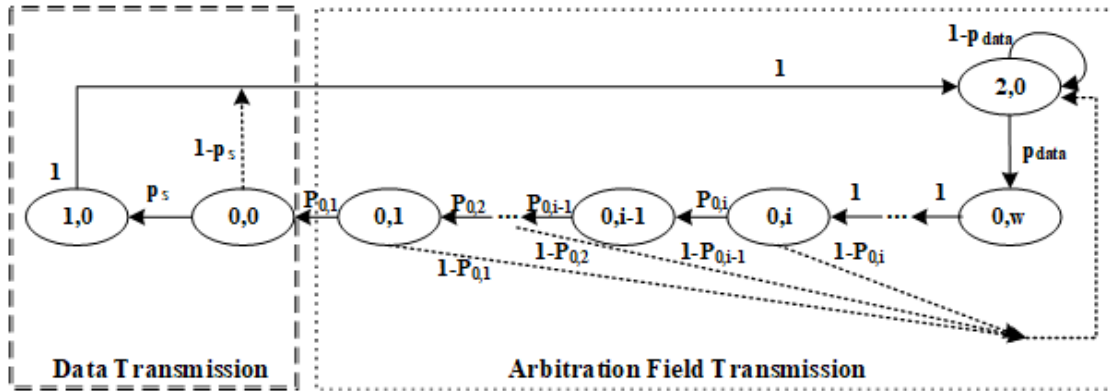 1-p data
1
2,0
1-p s
1
p data
p s
P0,1
P0,2
...
P0,i-1
P0,i
1
...
1
1,0
0,0
0,1
0,i-1
0,i
0,w
1-P0,1
1-P0,2
1-P0,i-1
1-P0,i
Data Transmission
Arbitration Field Transmission